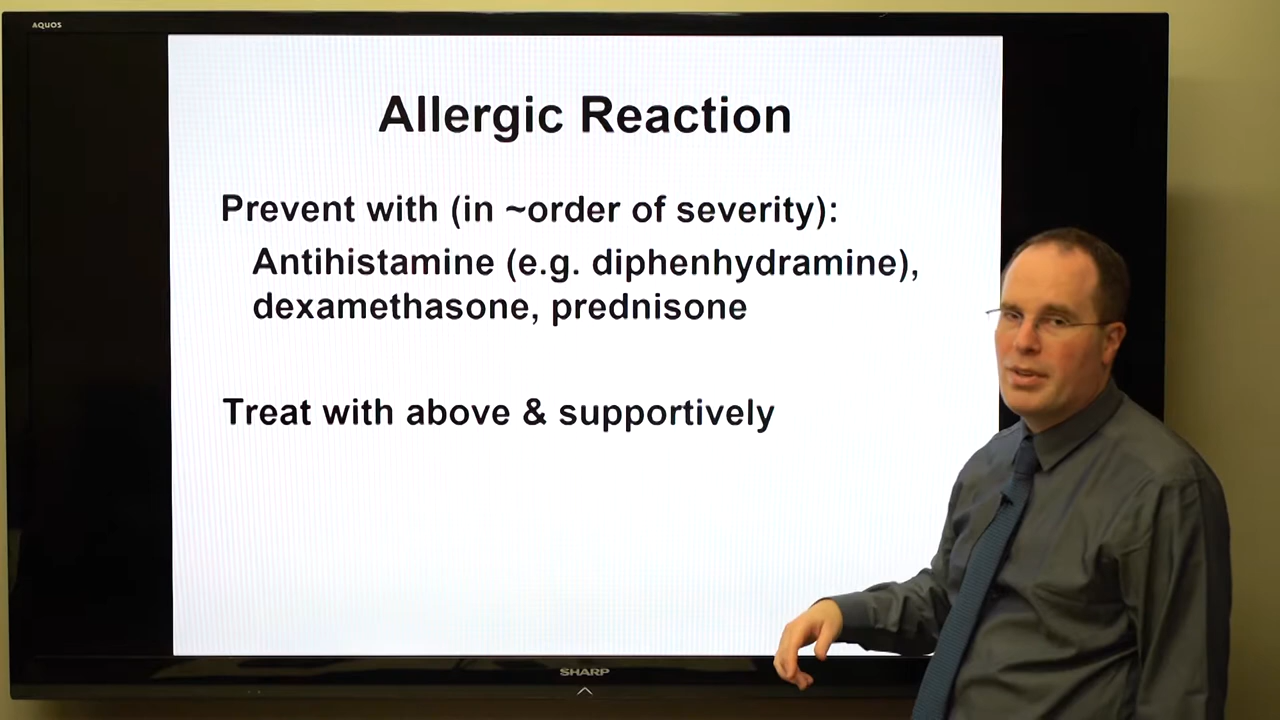 AQUOS
Allergic Reaction
Prevent with (in ~order of severity):
Antihistamine (e.g. diphenhydramine),
dexamethasone, prednisone
Treat with above & supportively
SHARP